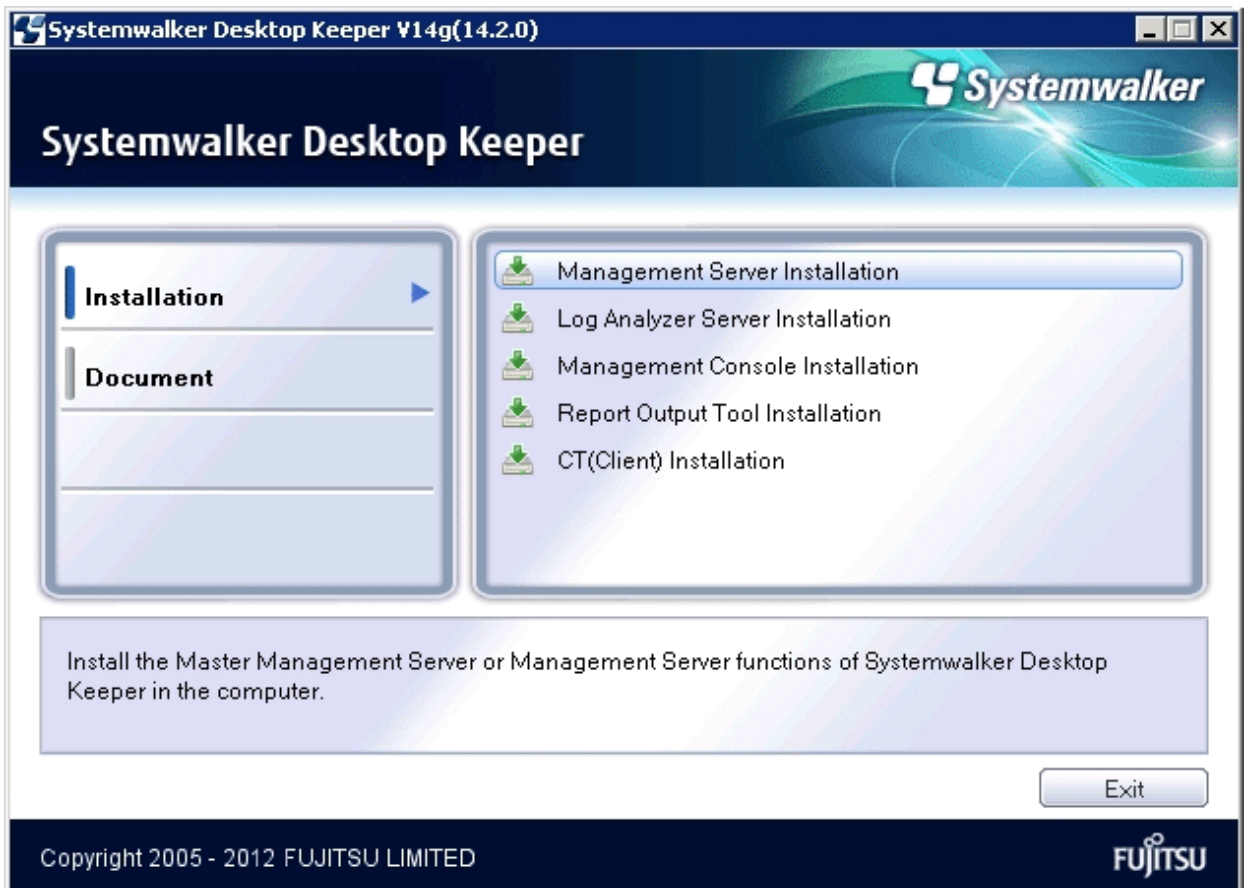 Systemwalker Desktop Keeper V14g(14.2.0)
Systemwalker
Systemwalker Desktop Keeper
Installation
Document
Management Server Installation
Log Analyzer Server Installation
Management Console Installation
Report Output Tool Installation
CT(Client) Installation
Install the Master Management Server or Management Server functions of Systemwalker Desktop
Keeper in the computer.
Exit
Copyright 2005 - 2012 FUJITSU LIMITED
FUJITSU